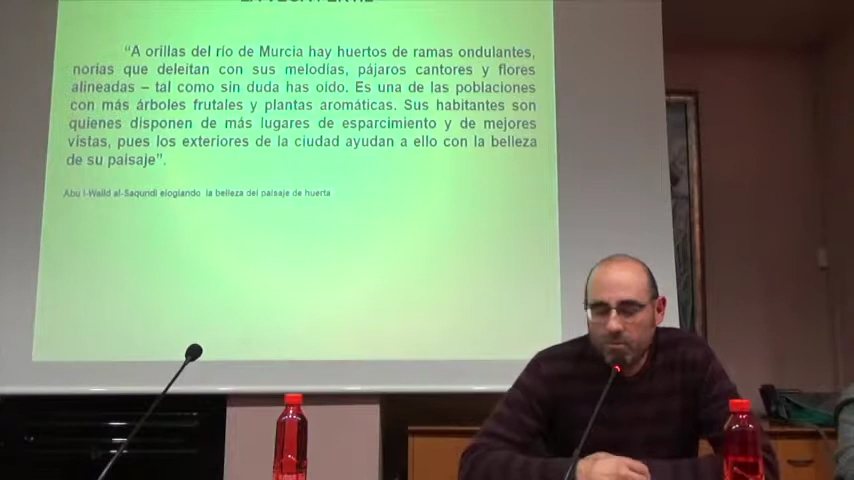 “A orillas del río de Murcia hay huertos de ramas ondulantes,
norias que deleitan con sus melodías, pájaros cantores y flores
alineadas – tal como sin duda has oído. Es una de las poblaciones
con más árboles frutales y plantas aromáticas. Sus habitantes son
quienes disponen de más lugares de esparcimiento y de mejores
vistas, pues los exteriores de la ciudad ayudan a ello con la belleza
de su paisaje”.
Abu l-Walld al-Saqundi elogiando la belleza del paisaje de huerta